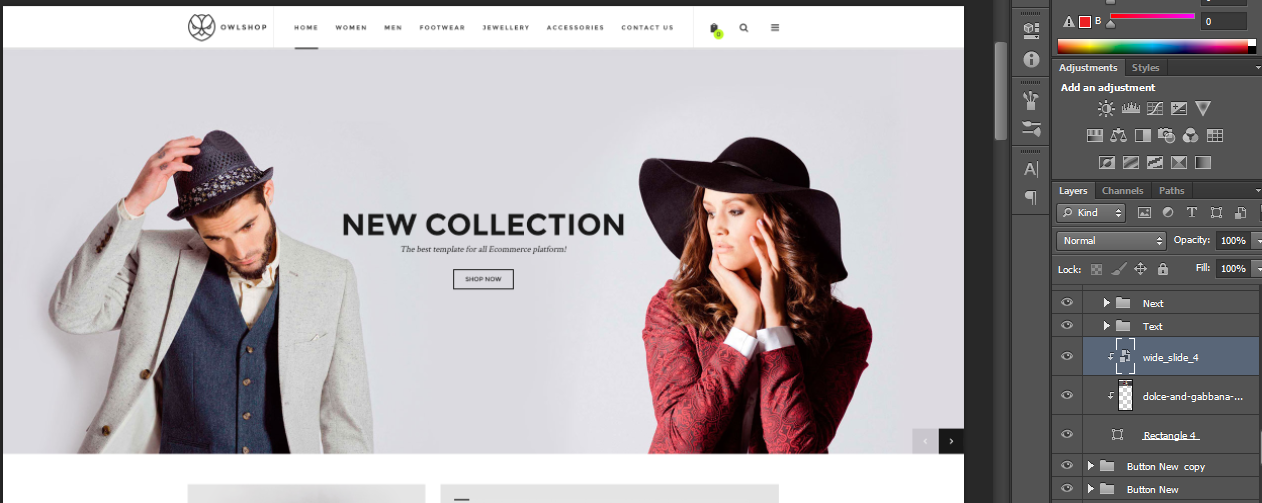 OWLSHOP HOME WOMEN MEN FOOTWEAR JEWELLERY ACCESSORIES CONTACT US 0
NEW COLLECTION
The best template for all Ecommerce platform!
SHOP NOW
B 0
Adjustments Styles
Add an adjustment
Layers Channels Paths
Kind T
Normal Opacity: 100%
Lock: Fill: 100%
Next
Text
wide_slide_4
dolce-and-gabbana-...
Rectangle 4
Button New copy
Button New